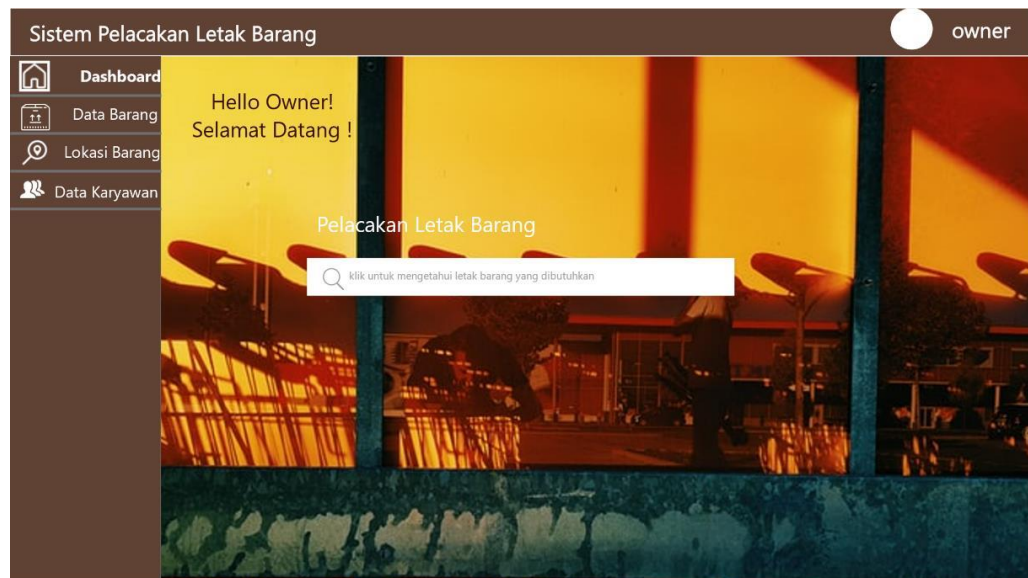 Sistem Pelacakan Letak Barang
owner
Dashboard
Data Barang
Lokasi Barang
Data Karyawan
Hello Owner!
Selamat Datang !
Pelacakan Letak Barang
klik untuk mengetahui letak barang yang dibutuhkan